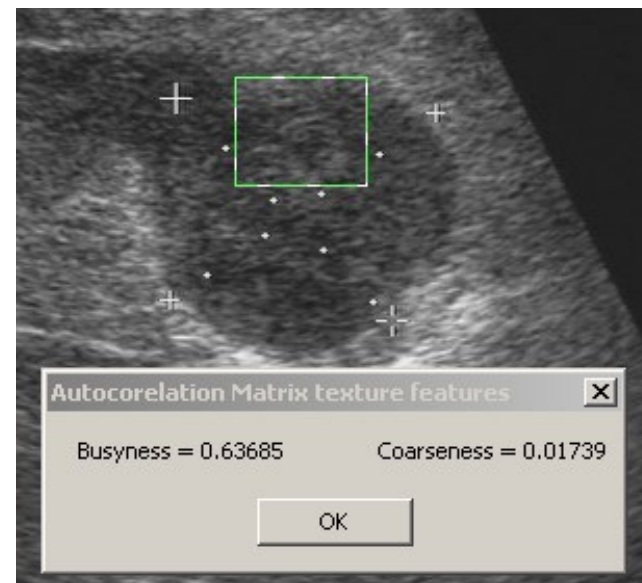 Autocorelation Matrix texture features
Busyness = 0.63685 Coarseness = 0.01739
OK